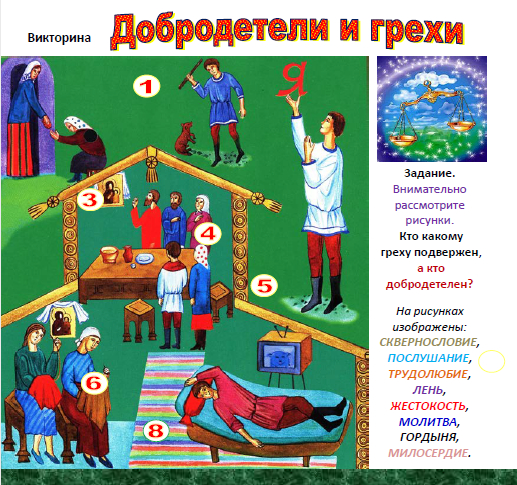 Викторина
Добродетели и грехи
1
Я
3
4
5
6
8
Задание.
Внимательно
рассмотрите
рисунки.
Кто какому
греху подвержен,
а кто
добродетелен?
На рисунках
изображены:
СКВЕРНОСЛОВИЕ,
ПОСЛУШАНИЕ,
ТРУДОЛЮБИЕ,
ЛЕНЬ,
ЖЕСТОКОСТЬ,
МОЛИТВА,
ГОРДЫНЯ,
МИЛОСЕРДИЕ.